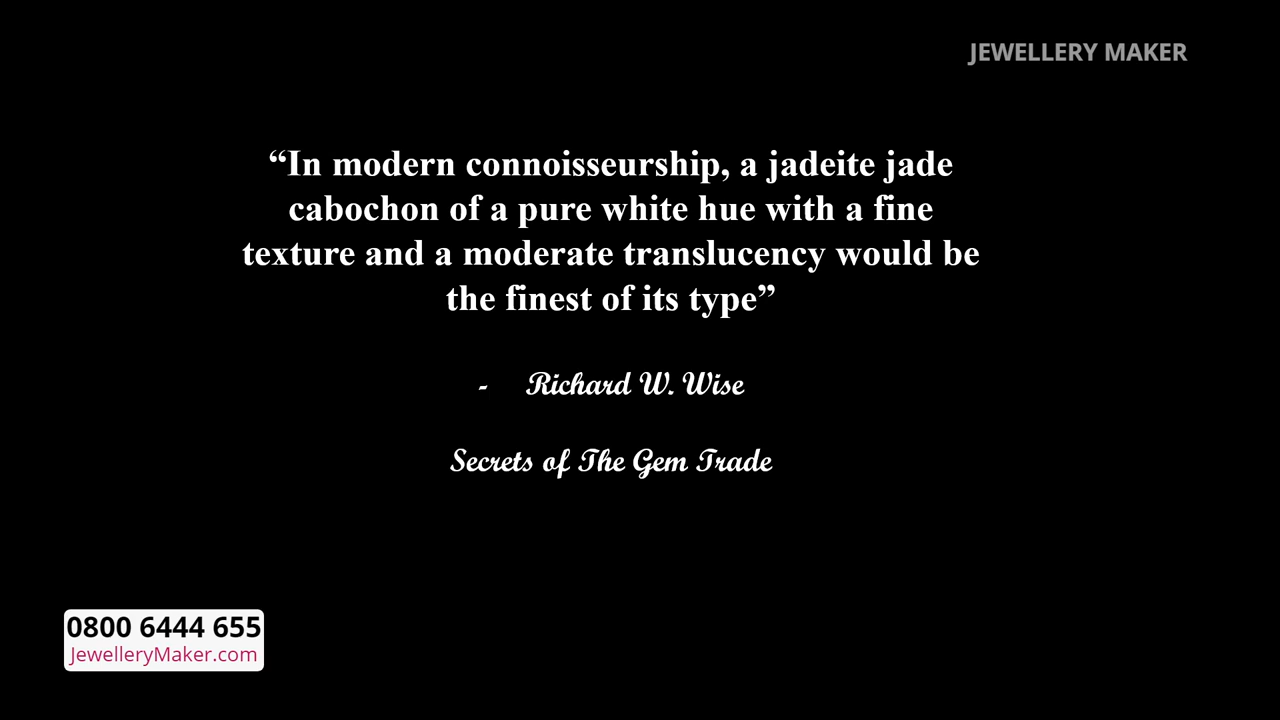 JEWELLERY MAKER
“In modern connoisseurship, a jadeite jade
cabochon of a pure white hue with a fine
texture and a moderate translucency would be
the finest of its type”
- Richard W. Wise
Secrets of The Gem Trade
0800 6444 655
JewelleryMaker.com